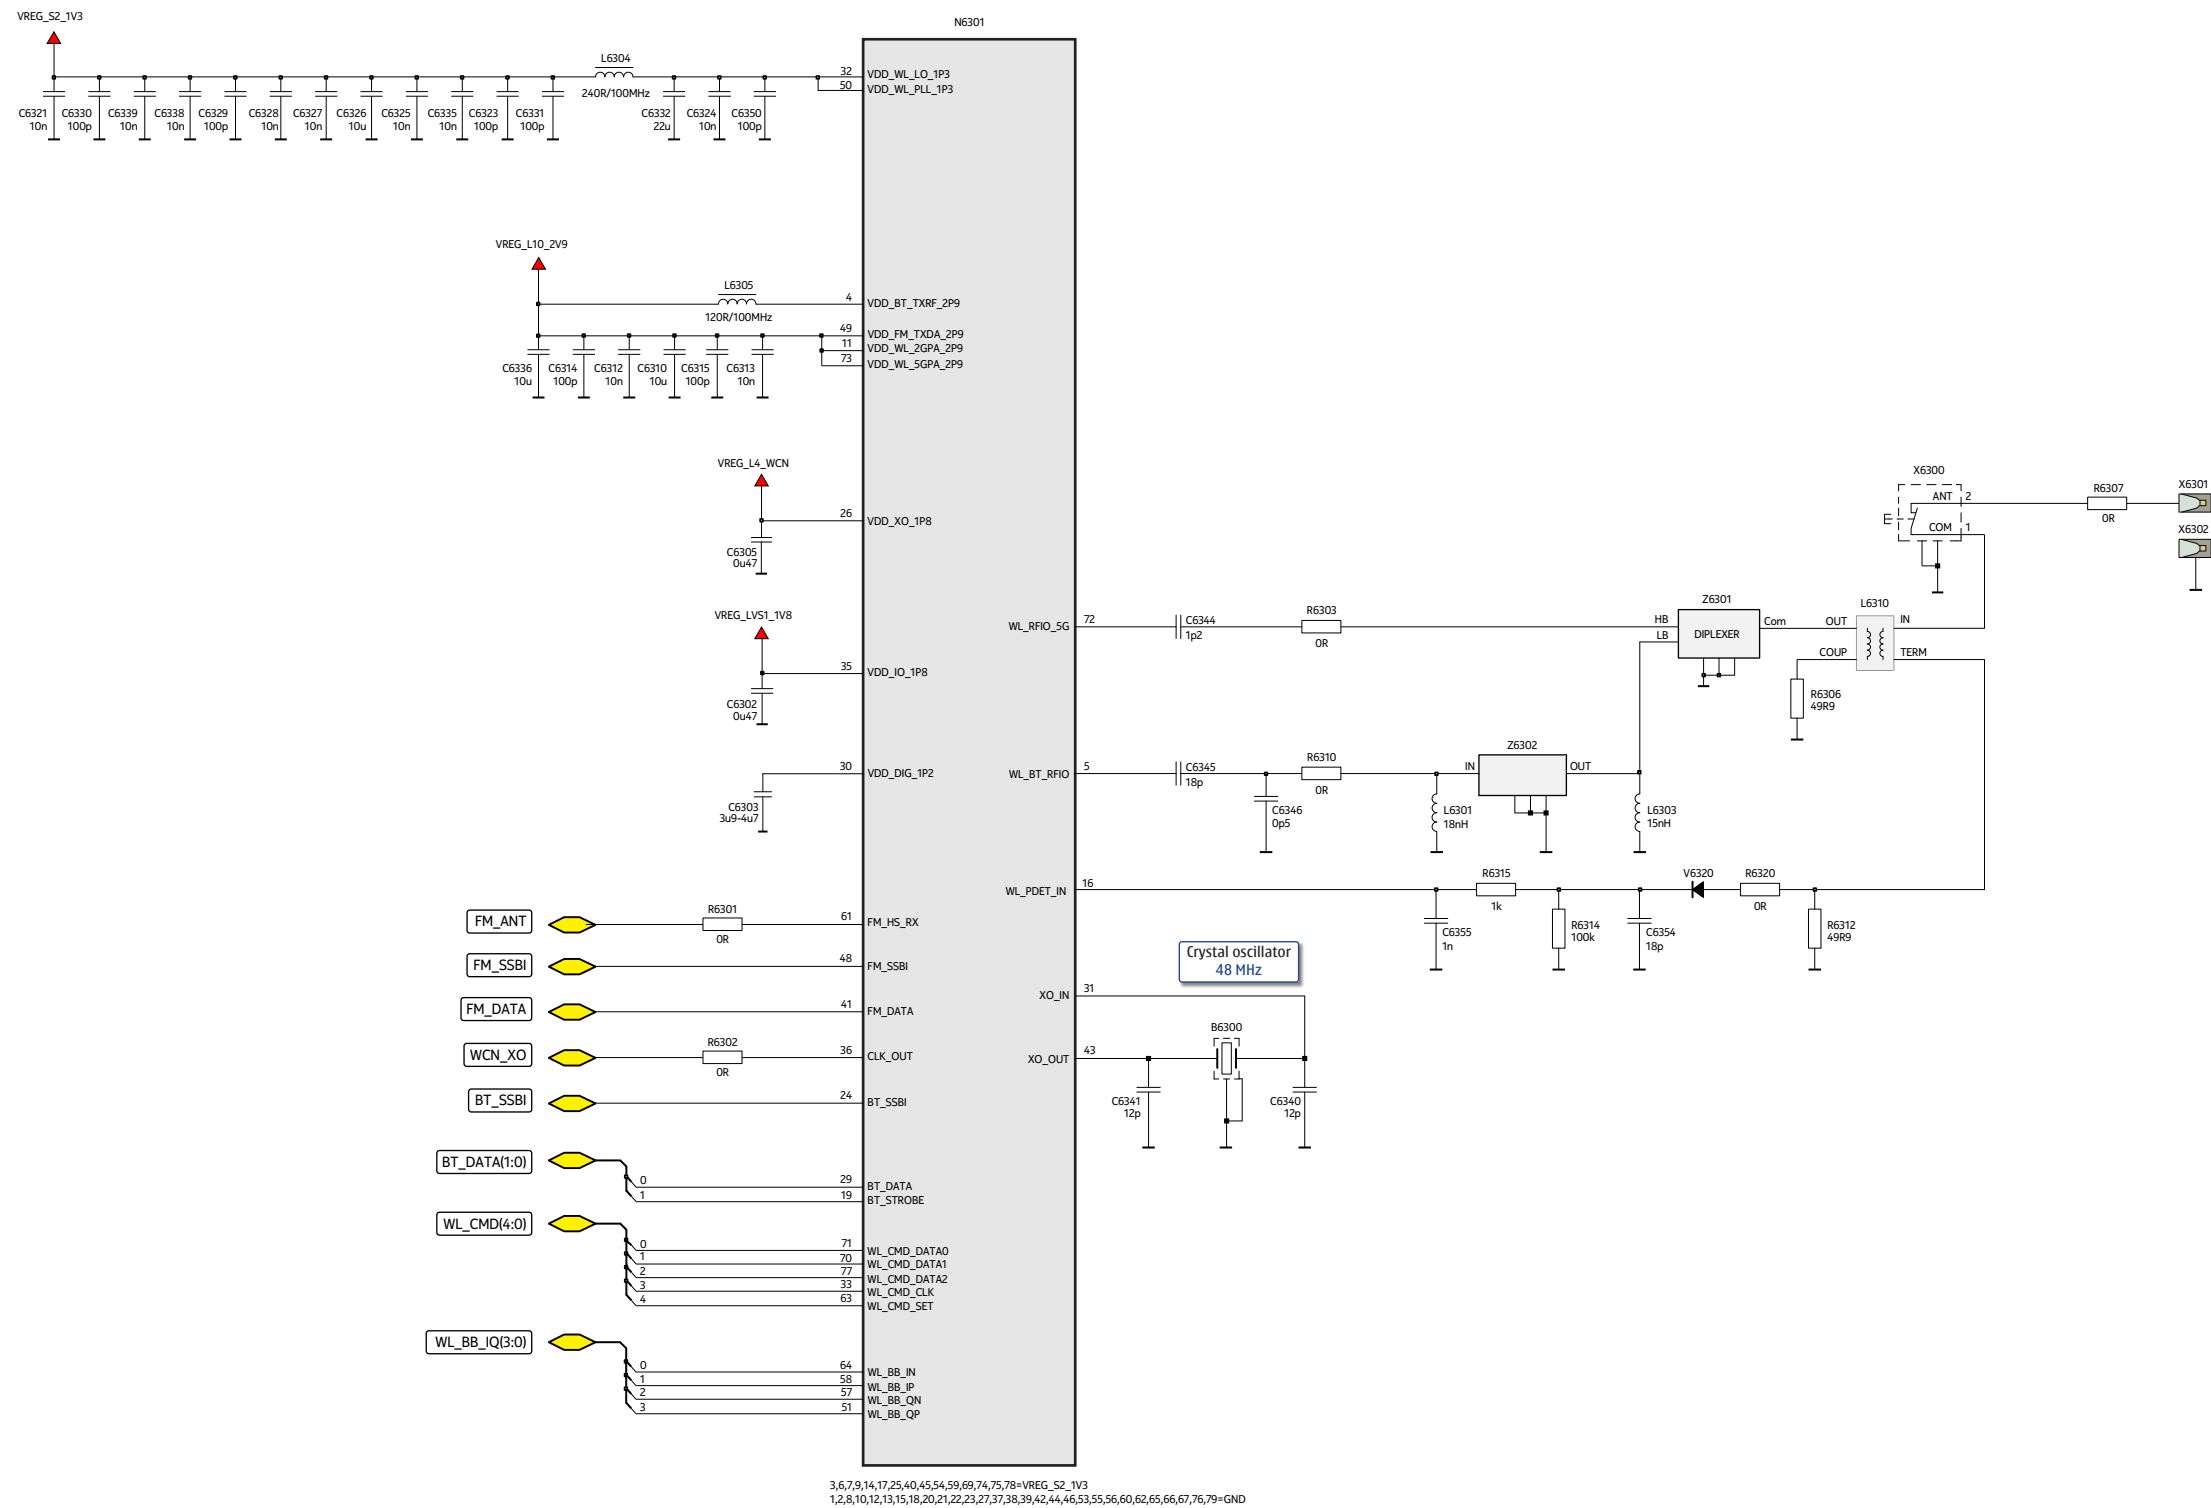 VREG_S2_1V3
N6301
L6304
240R/100MHz
32 VDD_WL_LO_1P3
50 VDD_WL_PLL_1P3
C6321 C6330 C6339 C6338 C6329 C6328 C6327 C6326 C6325 C6335 C6323 C6331 C6332 C6324 C6350
10n 100p 10n 10n 100p 10n 10n 10u 10n 10n 100p 100p 22u 10n 100p
VREG_L10_2V9
L6305
120R/100MHz
4 VDD_BT_TXRF_2P9
49 VDD_FM_TXDA_2P9
11 VDD_WL_2GPA_2P9
73 VDD_WL_5GPA_2P9
C6336 C6314 C6312 C6310 C6315 C6313
10u 100p 10n 10u 100p 10n
VREG_L4_WCN
26 VDD_XO_1P8
C6305
0u47
X6300
ANT 2
COM 1
R6307
0R
X6301
X6302
VREG_LVS1_1V8
35 VDD_IO_1P8
C6302
0u47
WL_RFIO_5G 72
C6344
1p2
R6303
0R
Z6301
HB
LB
DIPLEXER
Com
L6310
OUT IN
COUP TERM
R6306
49R9
30 VDD_DIG_1P2
C6303
3u9-4u7
WL_BT_RFIO 5
C6345
18p
R6310
0R
C6346
0p5
L6301
18nH
Z6302
IN OUT
L6303
15nH
WL_PDET_IN 16
R6315
1k
V6320
R6320
0R
C6355
1n
R6314
100k
C6354
18p
R6312
49R9
FM_ANT
R6301
0R
61 FM_HS_RX
FM_SSBI
48 FM_SSBI
FM_DATA
41 FM_DATA
WCN_XO
R6302
0R
36 CLK_OUT
BT_SSBI
24 BT_SSBI
Crystal oscillator
48 MHz
XO_IN 31
XO_OUT 43
B6300
C6341
12p
C6340
12p
BT_DATA(1:0)
0 29 BT_DATA
1 19 BT_STROBE
WL_CMD(4:0)
0 71 WL_CMD_DATA0
1 70 WL_CMD_DATA1
2 77 WL_CMD_DATA2
3 33 WL_CMD_CLK
4 63 WL_CMD_SET
WL_BB_IQ(3:0)
0 64 WL_BB_IN
1 58 WL_BB_IP
2 57 WL_BB_QN
3 51 WL_BB_QP
3,6,7,9,14,17,25,40,45,54,59,69,74,75,78=VREG_S2_1V3
1,2,8,10,12,13,15,18,20,21,22,23,27,37,38,39,42,44,46,53,55,56,60,62,65,66,67,76,79=GND